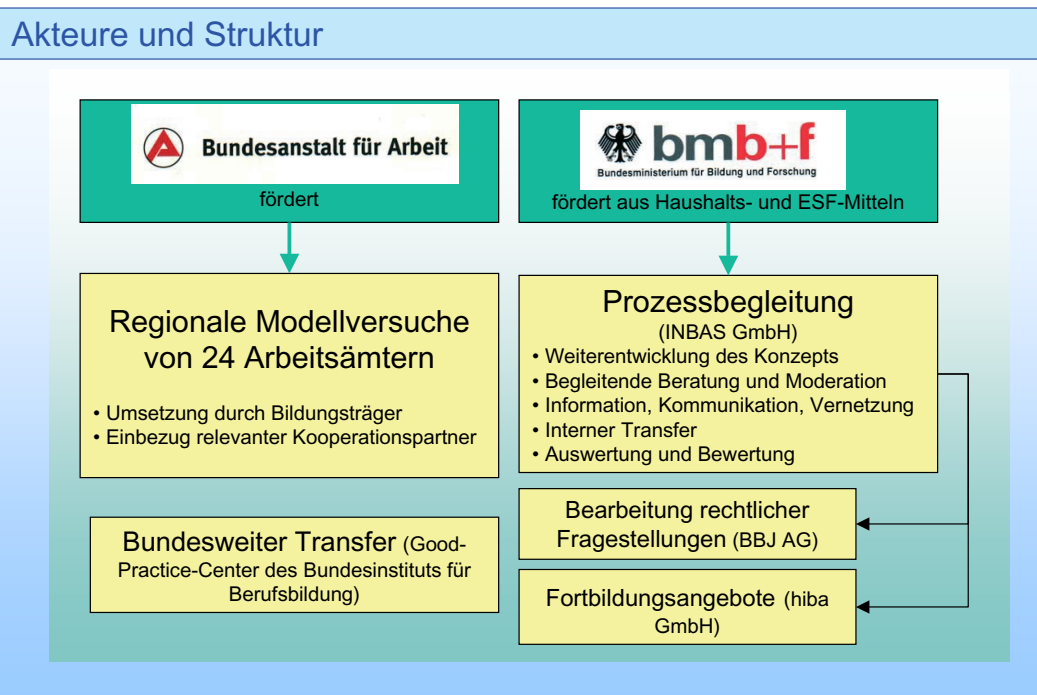 Akteure und Struktur
Bundesanstalt für Arbeit
fördert
bmb+f
Bundesministerium für Bildung und Forschung
fördert aus Haushalts- und ESF-Mitteln
Regionale Modellversuche
von 24 Arbeitsämtern
• Umsetzung durch Bildungsträger
• Einbezug relevanter Kooperationspartner
Prozessbegleitung
(INBAS GmbH)
• Weiterentwicklung des Konzepts
• Begleitende Beratung und Moderation
• Information, Kommunikation, Vernetzung
• Interner Transfer
• Auswertung und Bewertung
Bundesweiter Transfer (Good-
Practice-Center des Bundesinstituts für
Berufsbildung)
Bearbeitung rechtlicher
Fragestellungen (BBJ AG)
Fortbildungsangebote (hiba
GmbH)